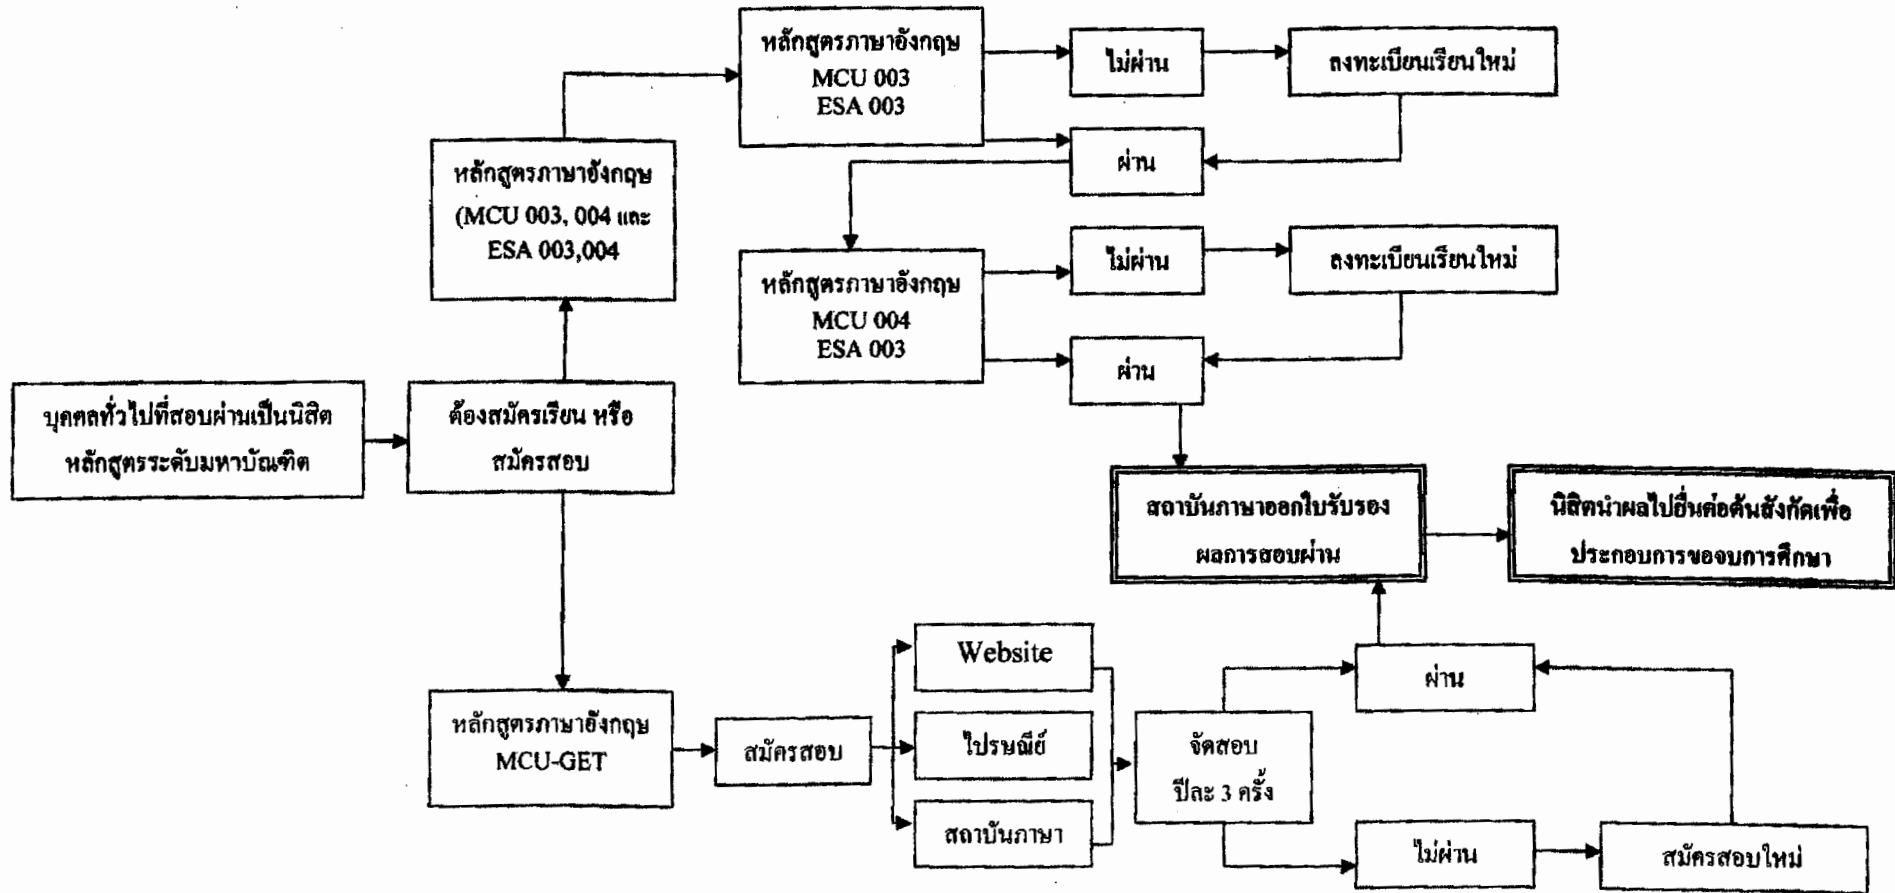 หลักสูตรภาษาอังกฤษ
MCU 003
ESA 003
ไม่ผ่าน
ลงทะเบียนเรียนใหม่
ผ่าน
หลักสูตรภาษาอังกฤษ
(MCU 003, 004 และ
ESA 003,004
หลักสูตรภาษาอังกฤษ
MCU 004
ESA 003
ไม่ผ่าน
ลงทะเบียนเรียนใหม่
ผ่าน
บุคคลทั่วไปที่สอบผ่านเป็นนิสิต
หลักสูตรระดับมหาบัณฑิต
ต้องสมัครเรียน หรือ
สมัครสอบ
สถาบันภาษาออกใบรับรอง
ผลการสอบผ่าน
นิสิตนำผลไปยื่นต่อต้นสังกัดเพื่อ
ประกอบการขอจบการศึกษา
หลักสูตรภาษาอังกฤษ
MCU-GET
สมัครสอบ
Website
ไปรษณีย์
สถาบันภาษา
จัดสอบ
ปีละ 3 ครั้ง
ผ่าน
ไม่ผ่าน
สมัครสอบใหม่